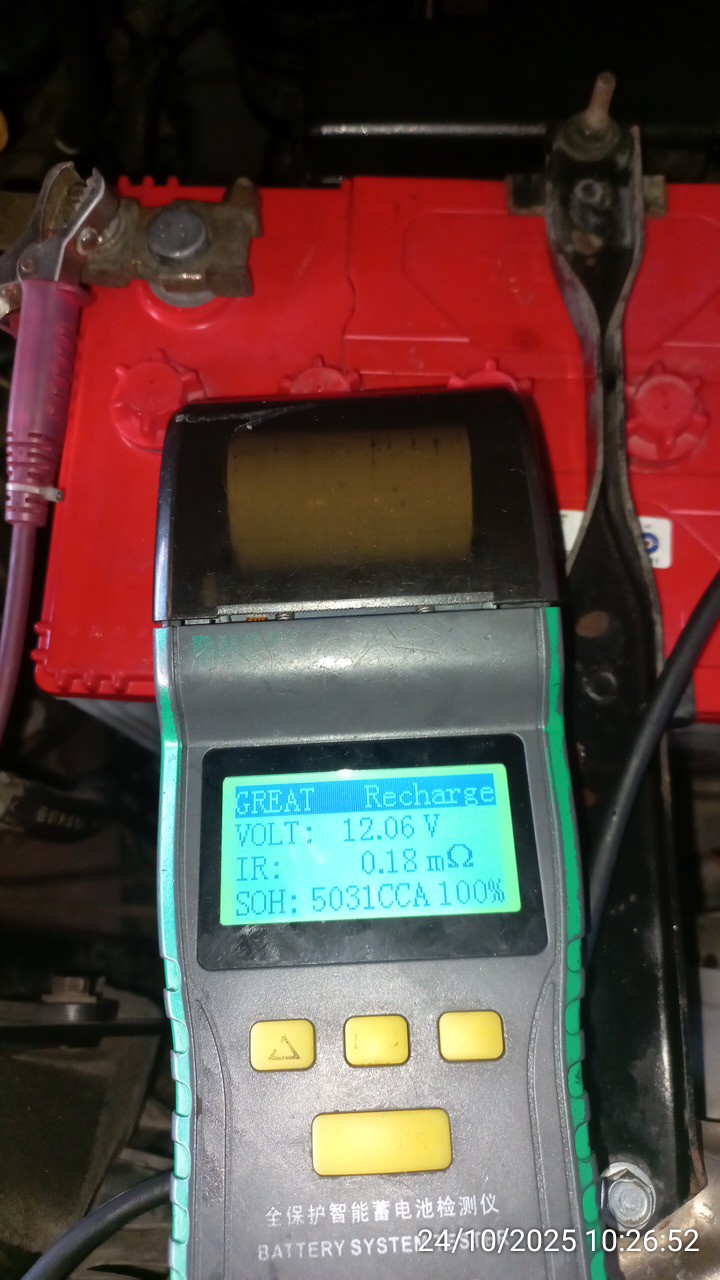 GREAT Recharge
VOLT: 12.06 V
IR: 0.18 mΩ
SOH: 5031CCA 100%
全保护智能蓄电池检测仪
BATTERY SYSTEM
24/10/2025 10:26:52